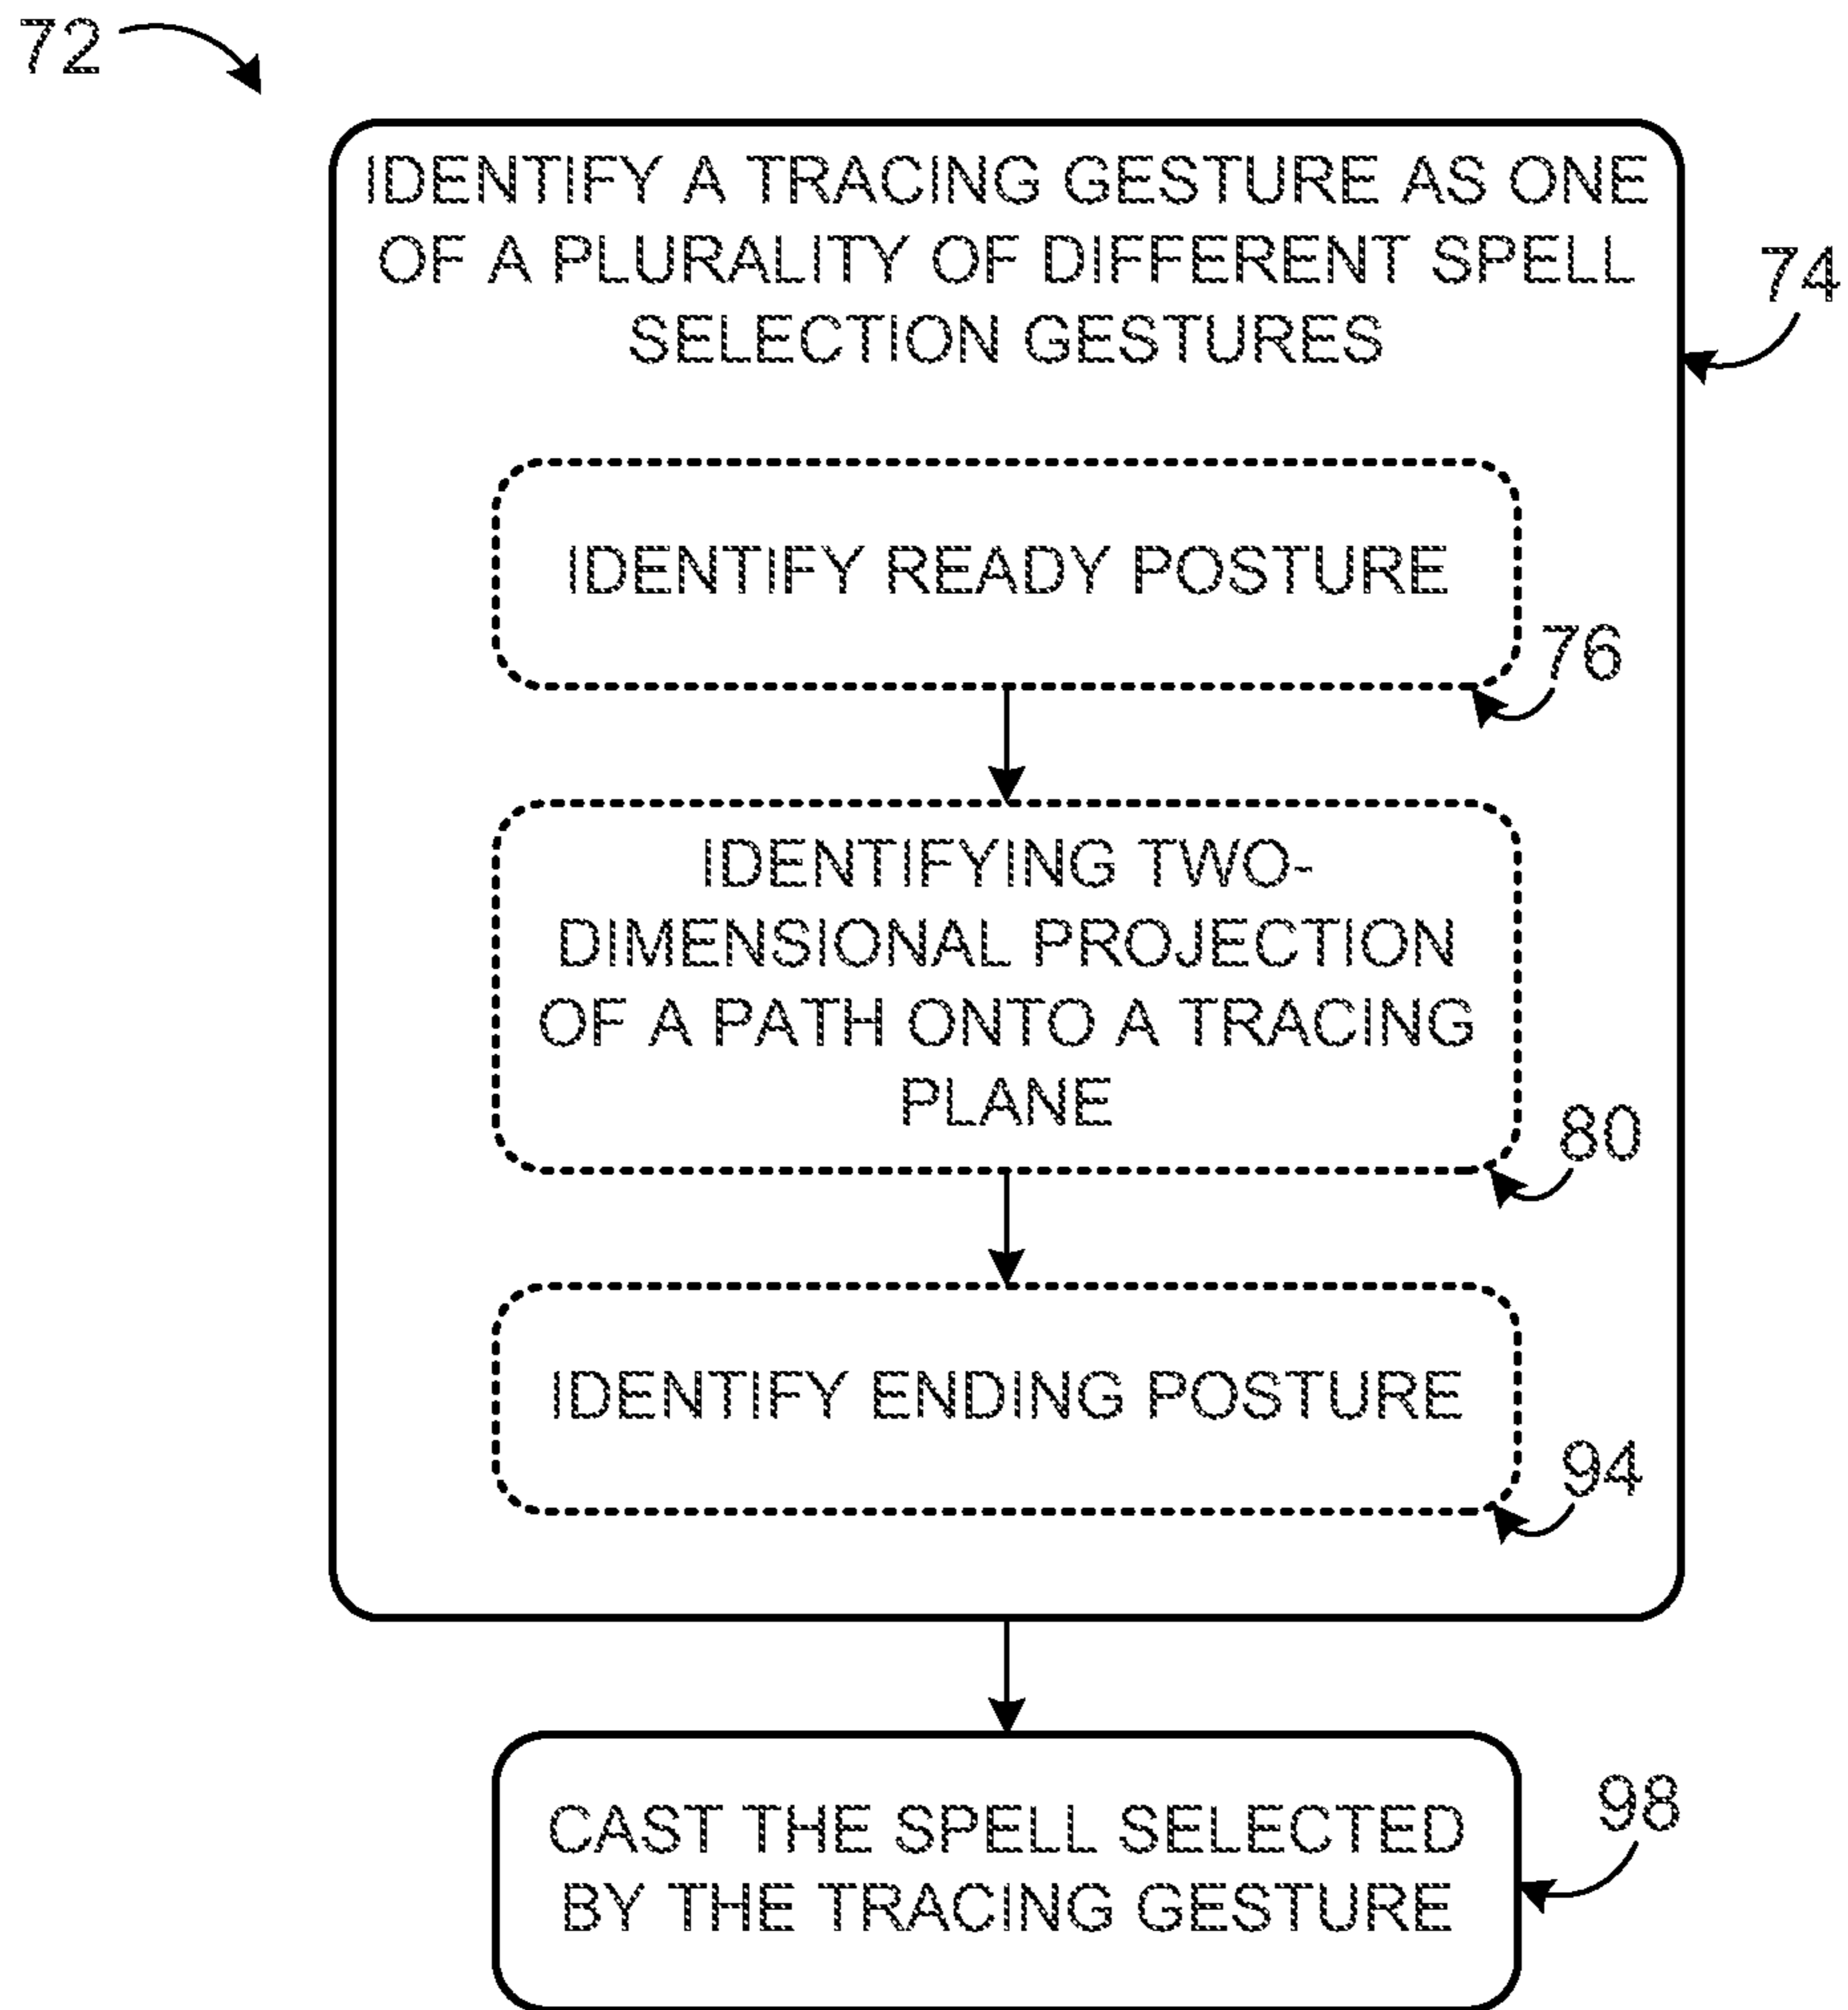 72
IDENTIFY A TRACING GESTURE AS ONE
OF A PLURALITY OF DIFFERENT SPELL
SELECTION GESTURES
74
IDENTIFY READY POSTURE
76
IDENTIFYING TWO-
DIMENSIONAL PROJECTION
OF A PATH ONTO A TRACING
PLANE
80
IDENTIFY ENDING POSTURE
94
CAST THE SPELL SELECTED
BY THE TRACING GESTURE
98